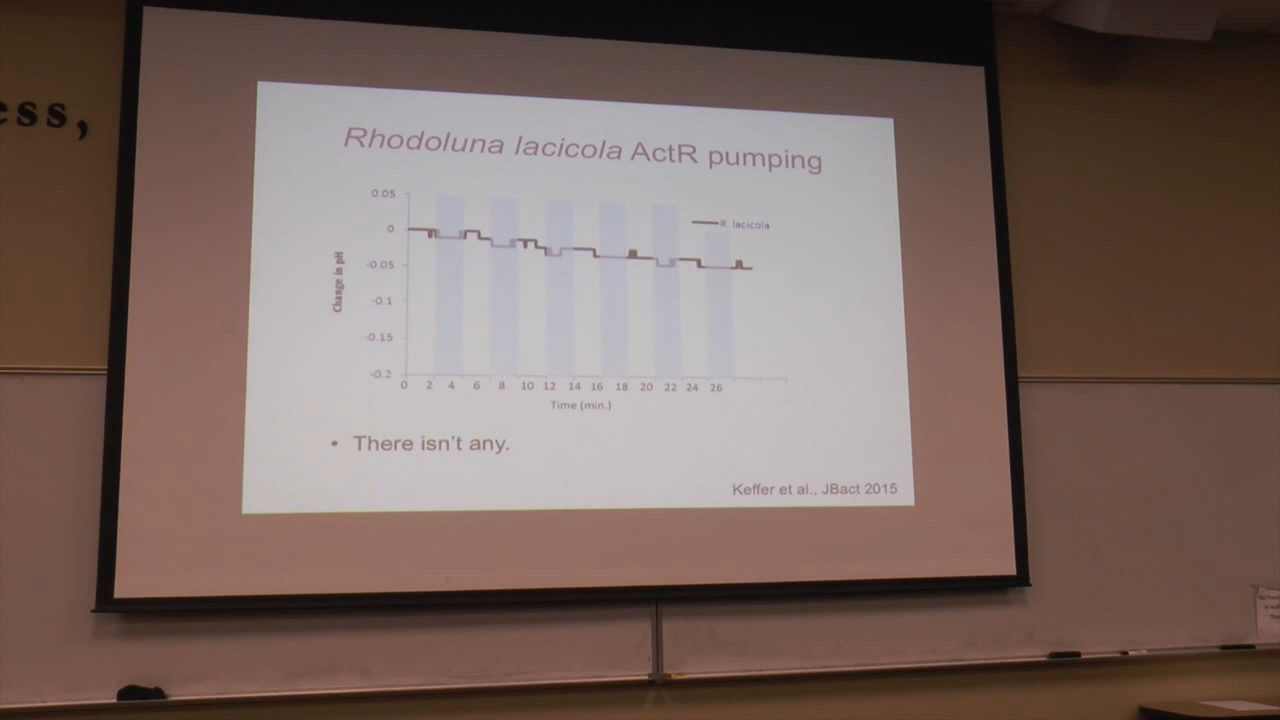 ess,
Rhodoluna lacicola ActR pumping
0.05
0
-0.05
-0.1
-0.15
-0.2
Change in pH
R. lacicola
0 2 4 6 8 10 12 14 16 18 20 22 24 26
Time (min.)
• There isn't any.
Keffer et al., JBact 2015